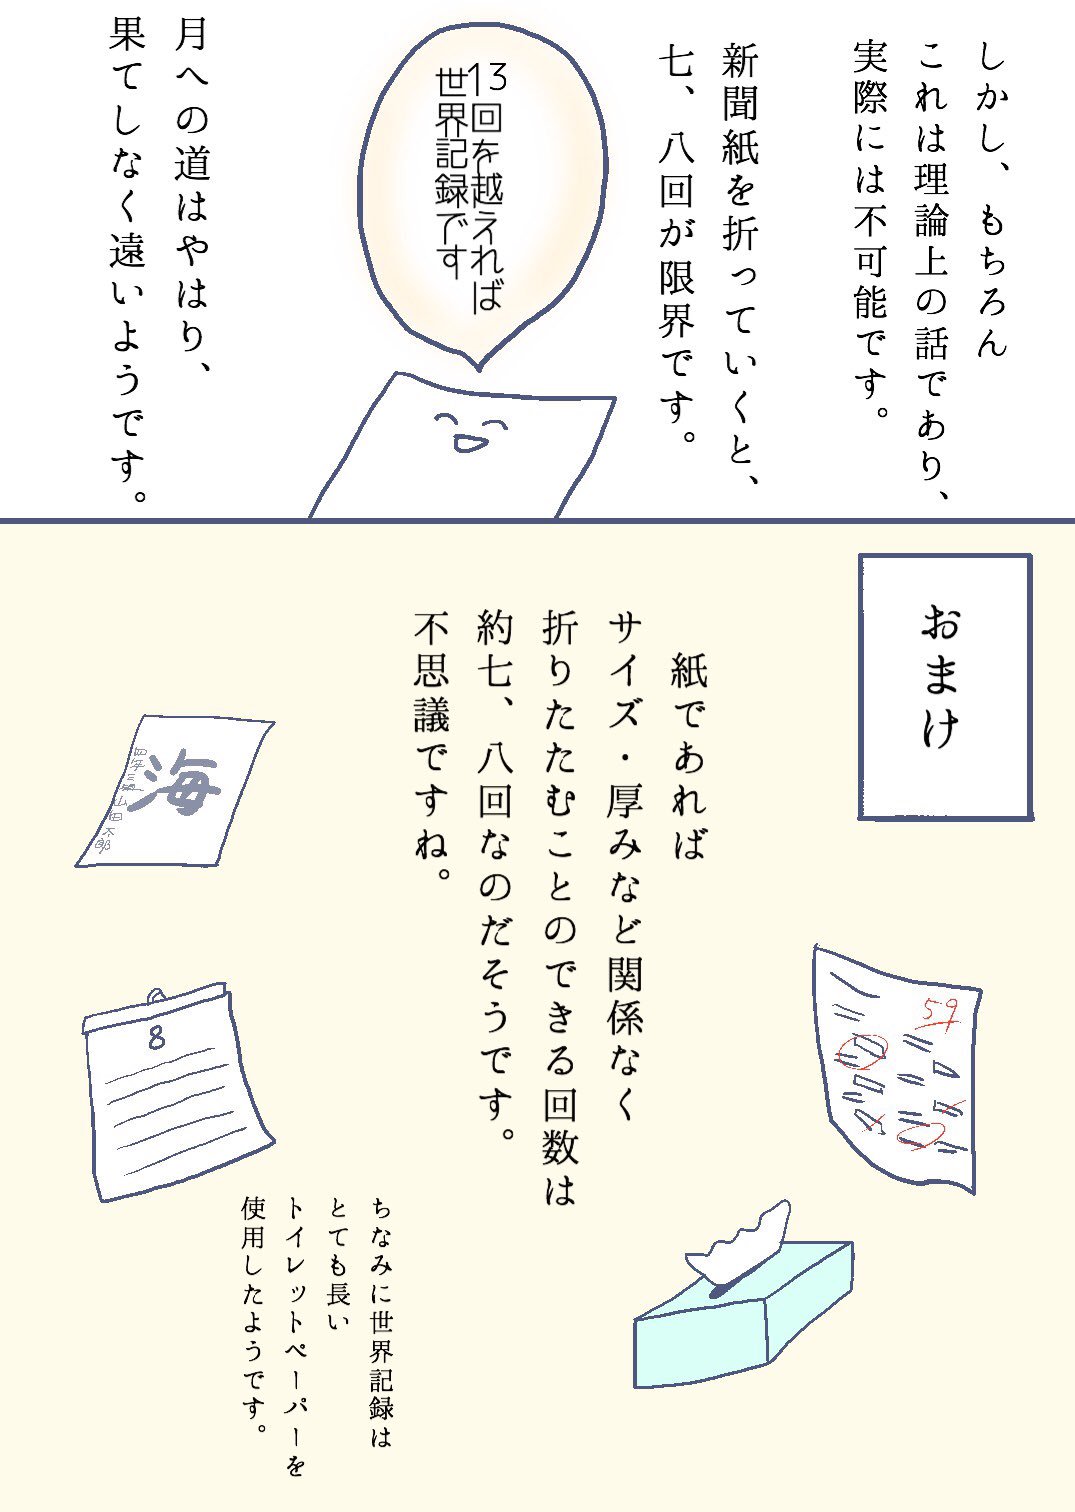 しかし、もちろん
これは理論上の話であり、
実際には不可能です。
新聞紙を折っていくと、
七、八回が限界です。
13回を越えれば
世界記録です
月への道はやはり、
果てしなく遠いようです。
おまけ
紙であれば
サイズ・厚みなど関係なく
折りたたむことのできる回数は
約七、八回なのだそうです。
不思議ですね。
59
海
山田太郎
8
ちなみに世界記録は
とても長い
トイレットペーパーを
使用したようです。